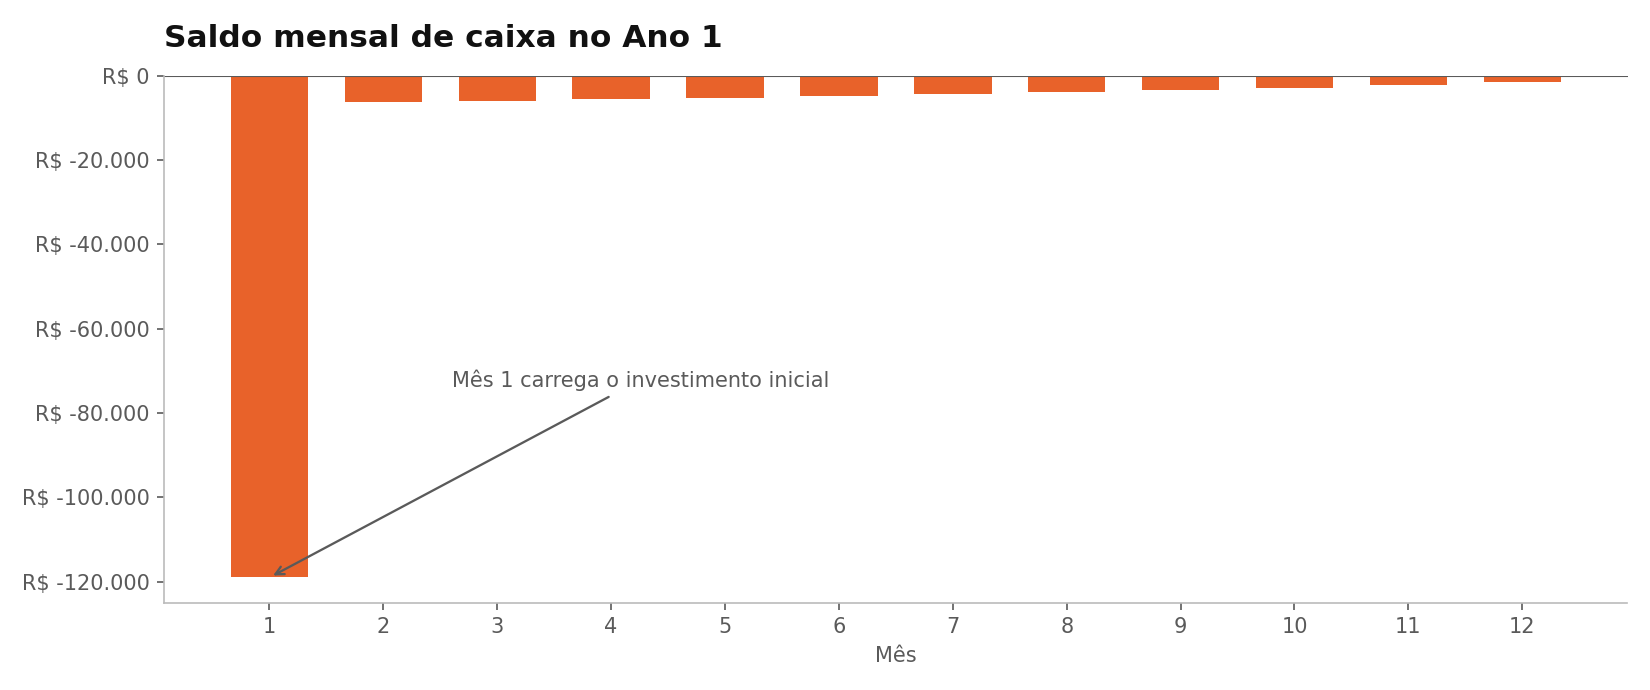 Saldo mensal de caixa no Ano 1
R$ 0
R$ -20.000
R$ -40.000
R$ -60.000
Mês 1 carrega o investimento inicial
R$ -80.000
R$ -100.000
R$ -120.000
1 2 3 4 5 6 7 8 9 10 11 12
Mês